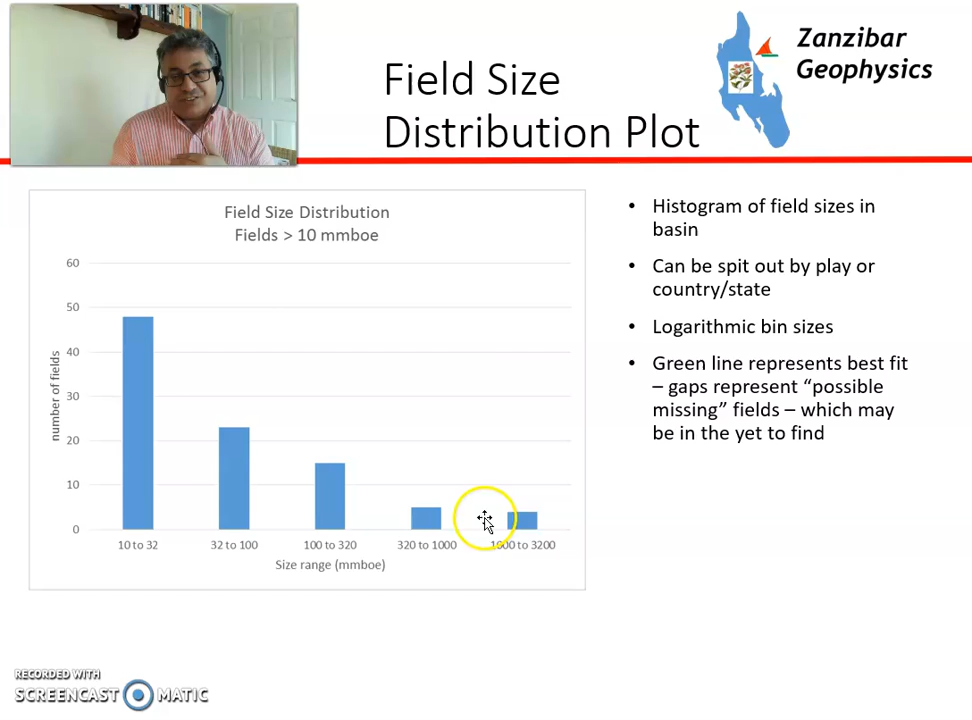 Field Size
Distribution Plot
Zanzibar
Geophysics
Field Size Distribution
Fields > 10 mmboe
number of fields
60
50
40
30
20
10
0
10 to 32
32 to 100
100 to 320
320 to 1000
1000 to 3200
Size range (mmboe)
• Histogram of field sizes in
basin
• Can be spit out by play or
country/state
• Logarithmic bin sizes
• Green line represents best fit
– gaps represent “possible
missing” fields – which may
be in the yet to find
RECORDED WITH
SCREENCAST MATIC